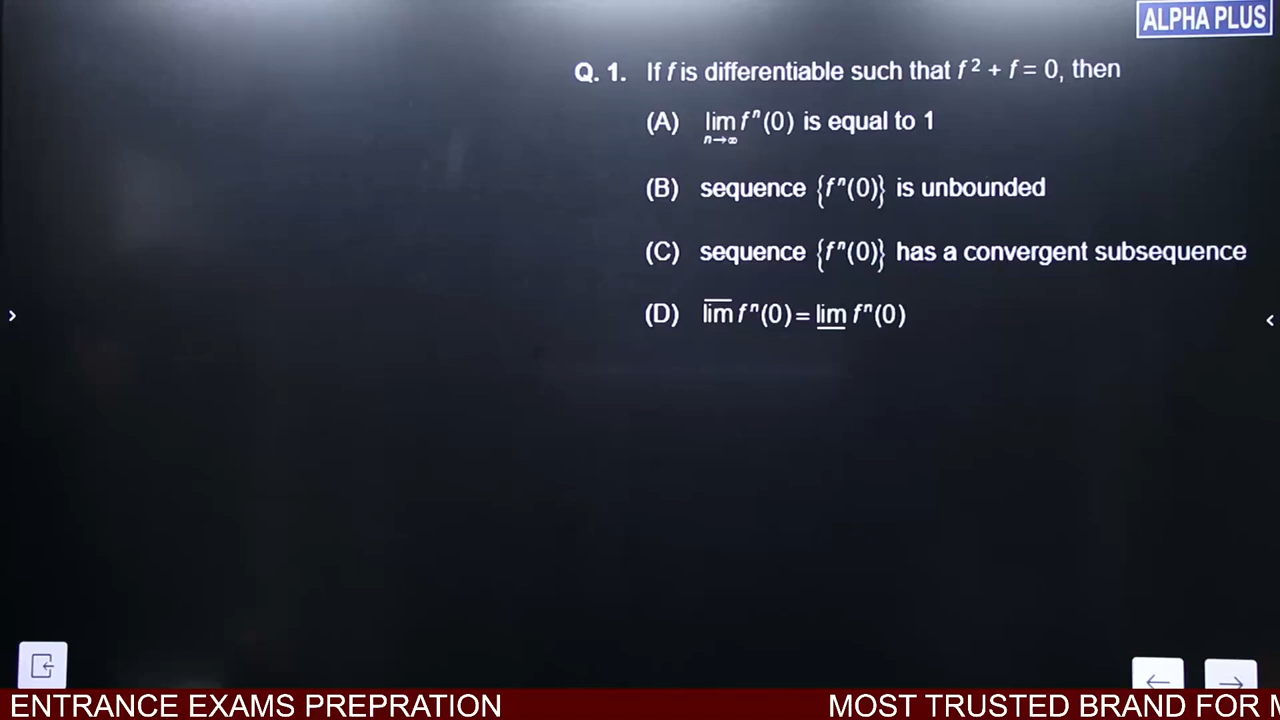 ALPHA PLUS
Q. 1. If f is differentiable such that f² + f = 0, then
(A) lim fⁿ(0) is equal to 1
n→∞
(B) sequence {fⁿ(0)} is unbounded
(C) sequence {fⁿ(0)} has a convergent subsequence
(D) l̅i̅m̅ fⁿ(0) = l̲i̲m̲ fⁿ(0)
ENTRANCE EXAMS PREPRATION
MOST TRUSTED BRAND FOR